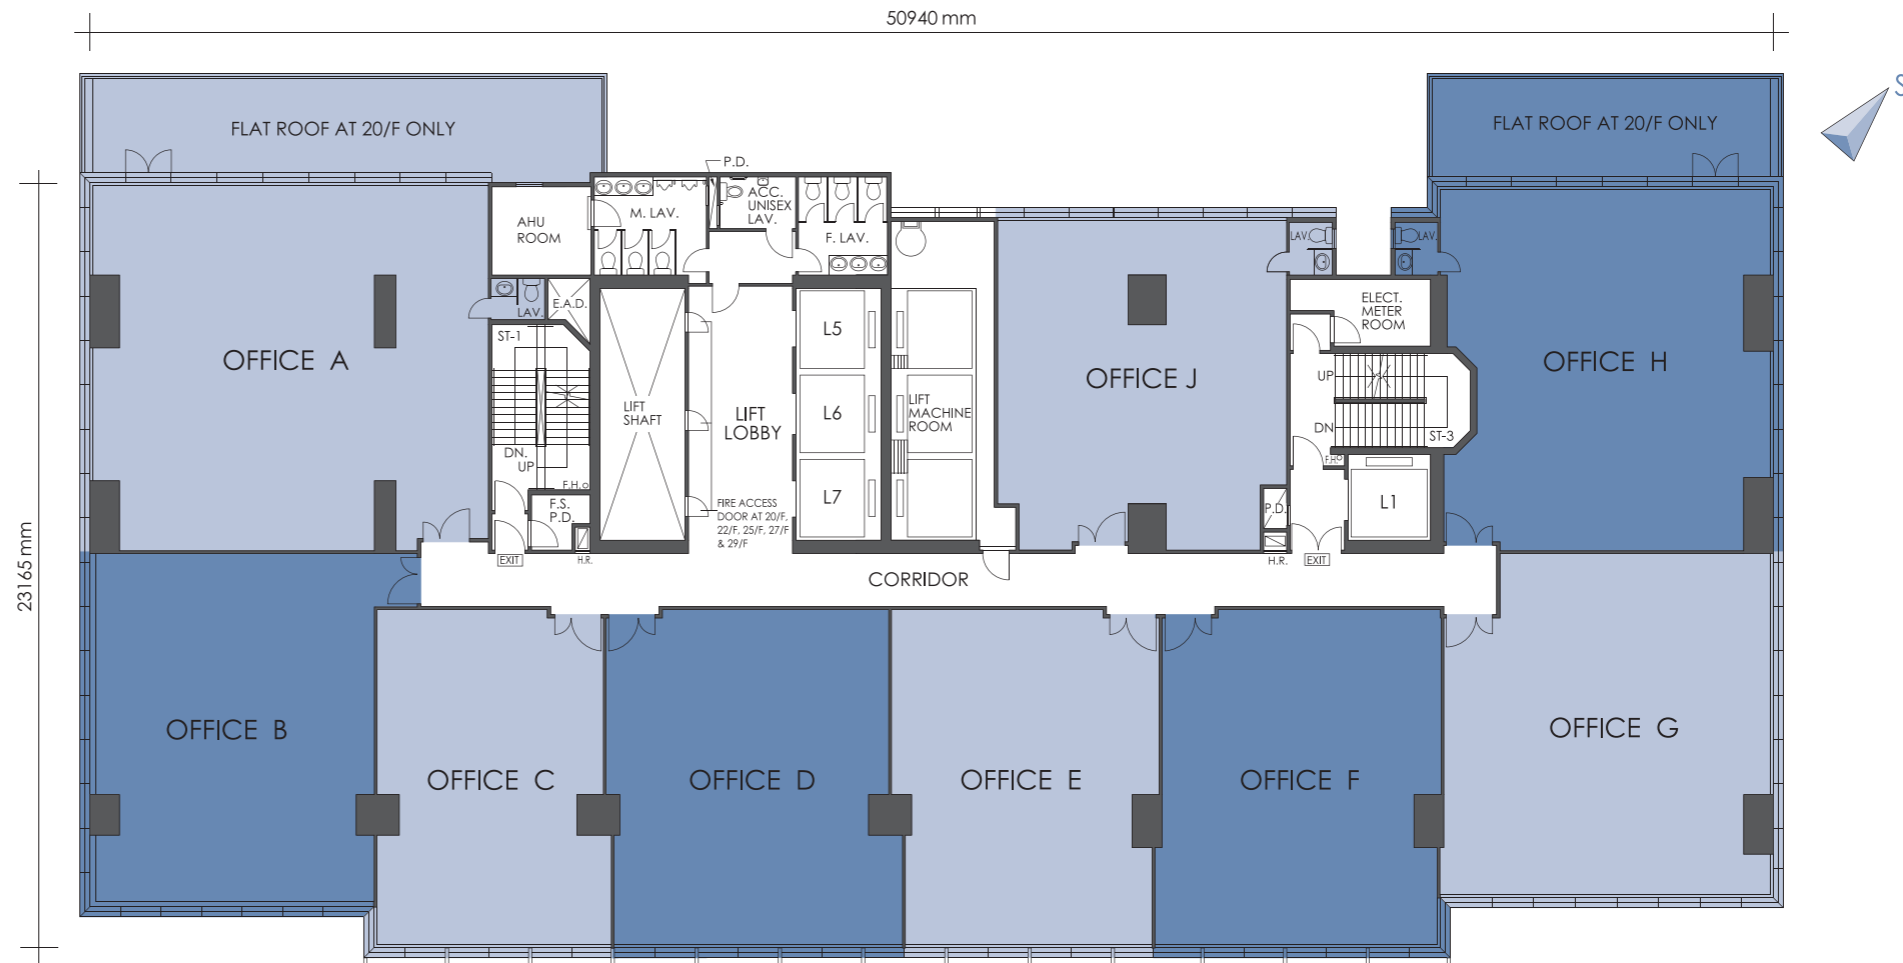 50940 mm
S
FLAT ROOF AT 20/F ONLY
FLAT ROOF AT 20/F ONLY
P.D.
ACC.
UNISEX
LAV.
M. LAV.
F. LAV.
AHU
ROOM
LAV.
LAV.
E.A.D.
LAV.
ELECT.
METER
ROOM
ST-1
L5
OFFICE A
OFFICE J
OFFICE H
UP
LIFT
SHAFT
LIFT
LOBBY
L6
LIFT
MACHINE
ROOM
DN
ST-3
DN.
UP
F.H.
F.H.
F.S.
P.D.
L7
FIRE ACCESS
DOOR AT 20/F,
22/F, 25/F, 27/F
& 29/F
P.D.
L1
EXIT
H.R.
H.R.
EXIT
23165 mm
CORRIDOR
OFFICE B
OFFICE C
OFFICE D
OFFICE E
OFFICE F
OFFICE G